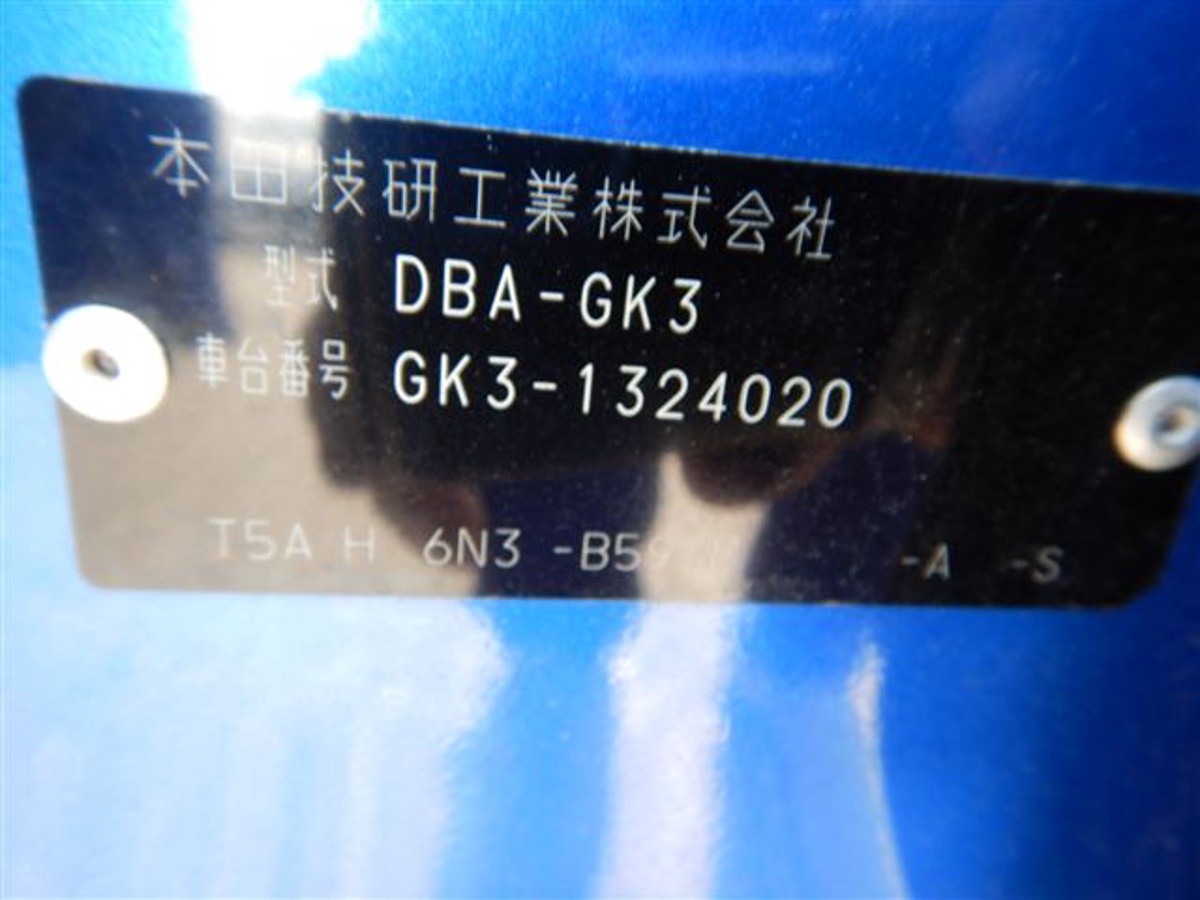 本田技研工業株式会社
型式 DBA-GK3
車台番号 GK3-1324020
T5A H 6N3 -A -S